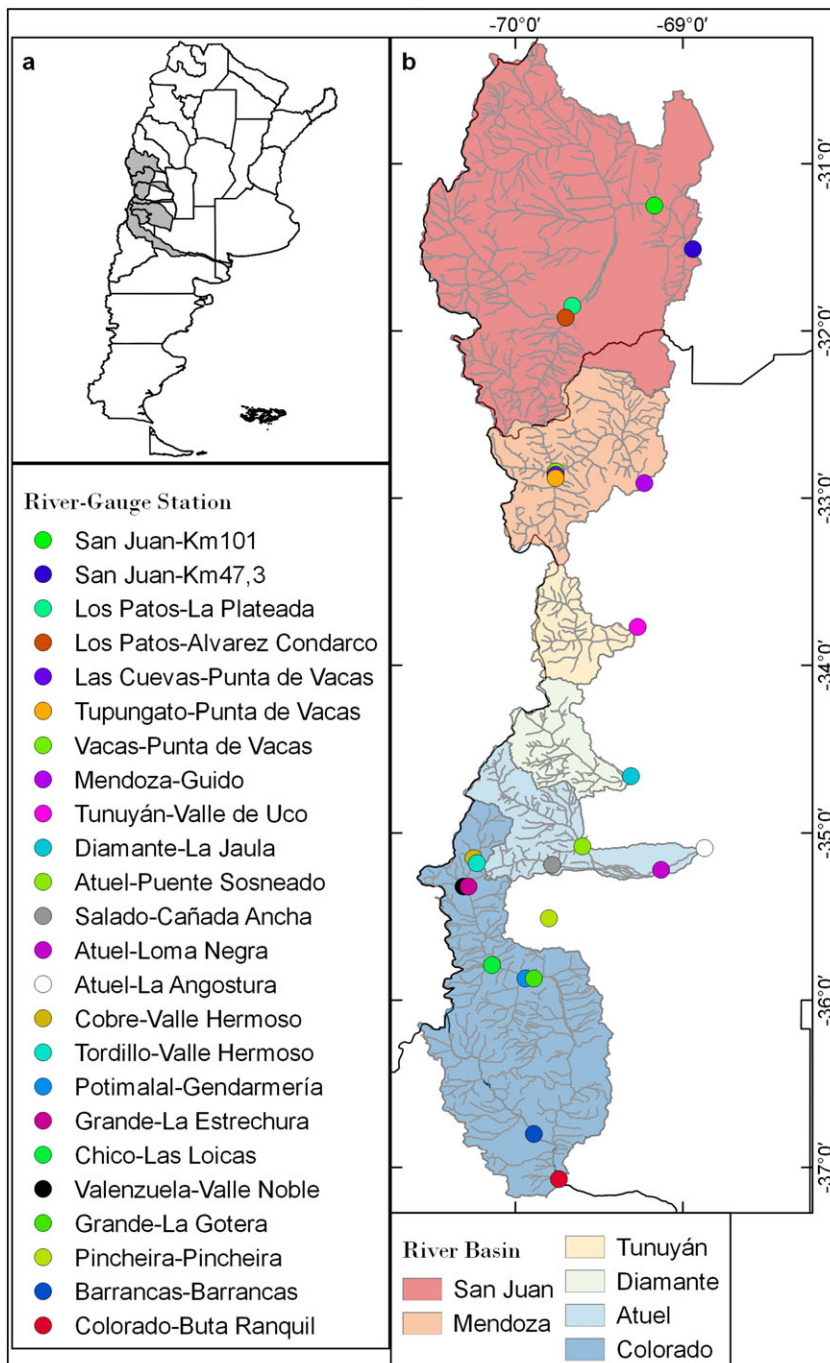 a
b
-70°0'
-69°0'
-31°0'
-32°0'
-33°0'
-34°0'
-35°0'
-36°0'
-37°0'
River-Gauge Station
San Juan-Km101
San Juan-Km47,3
Los Patos-La Plateada
Los Patos-Alvarez Condarco
Las Cuevas-Punta de Vacas
Tupungato-Punta de Vacas
Vacas-Punta de Vacas
Mendoza-Guido
Tunuyán-Valle de Uco
Diamante-La Jaula
Atuel-Puente Sosneado
Salado-Cañada Ancha
Atuel-Loma Negra
Atuel-La Angostura
Cobre-Valle Hermoso
Tordillo-Valle Hermoso
Potimalal-Gendarmería
Grande-La Estrechura
Chico-Las Loicas
Valenzuela-Valle Noble
Grande-La Gotera
Pincheira-Pincheira
Barrancas-Barrancas
Colorado-Buta Ranquil
River Basin
San Juan
Mendoza
Tunuyán
Diamante
Atuel
Colorado